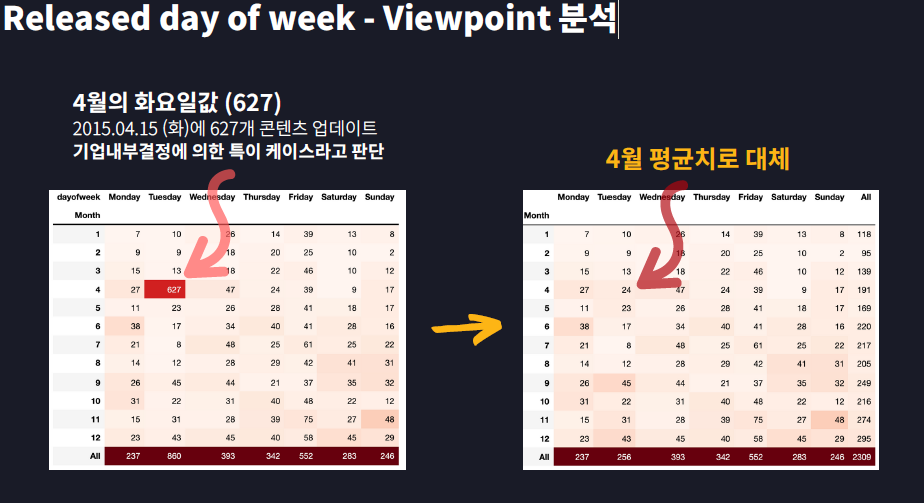 Released day of week - Viewpoint 분석
4월의 화요일값 (627)
2015.04.15 (화)에 627개 콘텐츠 업데이트
기업내부결정에 의한 특이 케이스라고 판단
dayofweek Monday Tuesday Wednesday Thursday Friday Saturday Sunday
Month
1 7 10 26 14 39 13 8
2 9 9 18 20 25 10 2
3 15 13 18 22 46 10 12
4 27 627 47 24 39 9 17
5 11 23 26 28 41 18 17
6 38 17 34 40 41 28 16
7 21 8 48 25 61 25 22
8 14 12 28 29 42 41 31
9 26 45 44 21 37 35 32
10 31 22 31 40 48 22 12
11 15 31 28 39 75 27 48
12 23 43 45 40 58 45 29
All 237 860 393 342 552 283 246
4월 평균치로 대체
Monday Tuesday Wednesday Thursday Friday Saturday Sunday All
Month
1 7 10 26 14 39 13 8 118
2 9 9 18 20 25 10 2 95
3 15 13 18 22 46 10 12 139
4 27 24 47 24 39 9 17 191
5 11 23 26 28 41 18 17 169
6 38 17 34 40 41 28 16 220
7 21 8 48 25 61 25 22 217
8 14 12 28 29 42 41 31 205
9 26 45 44 21 37 35 32 249
10 31 22 31 40 48 22 12 216
11 15 31 28 39 75 27 48 274
12 23 43 45 40 58 45 29 295
All 237 256 393 342 552 283 246 2309